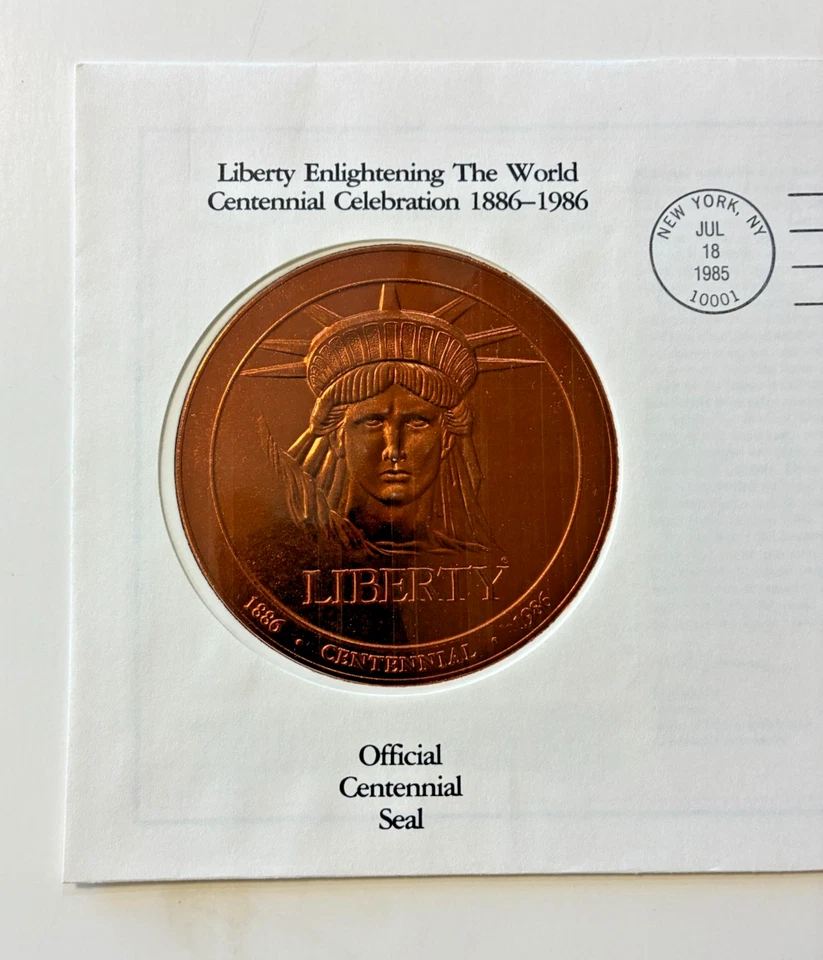 Liberty Enlightening The World
Centennial Celebration 1886–1986
NEW YORK, NY
JUL
18
1985
10001
LIBERTY®
1886 • CENTENNIAL • 1986
Official
Centennial
Seal